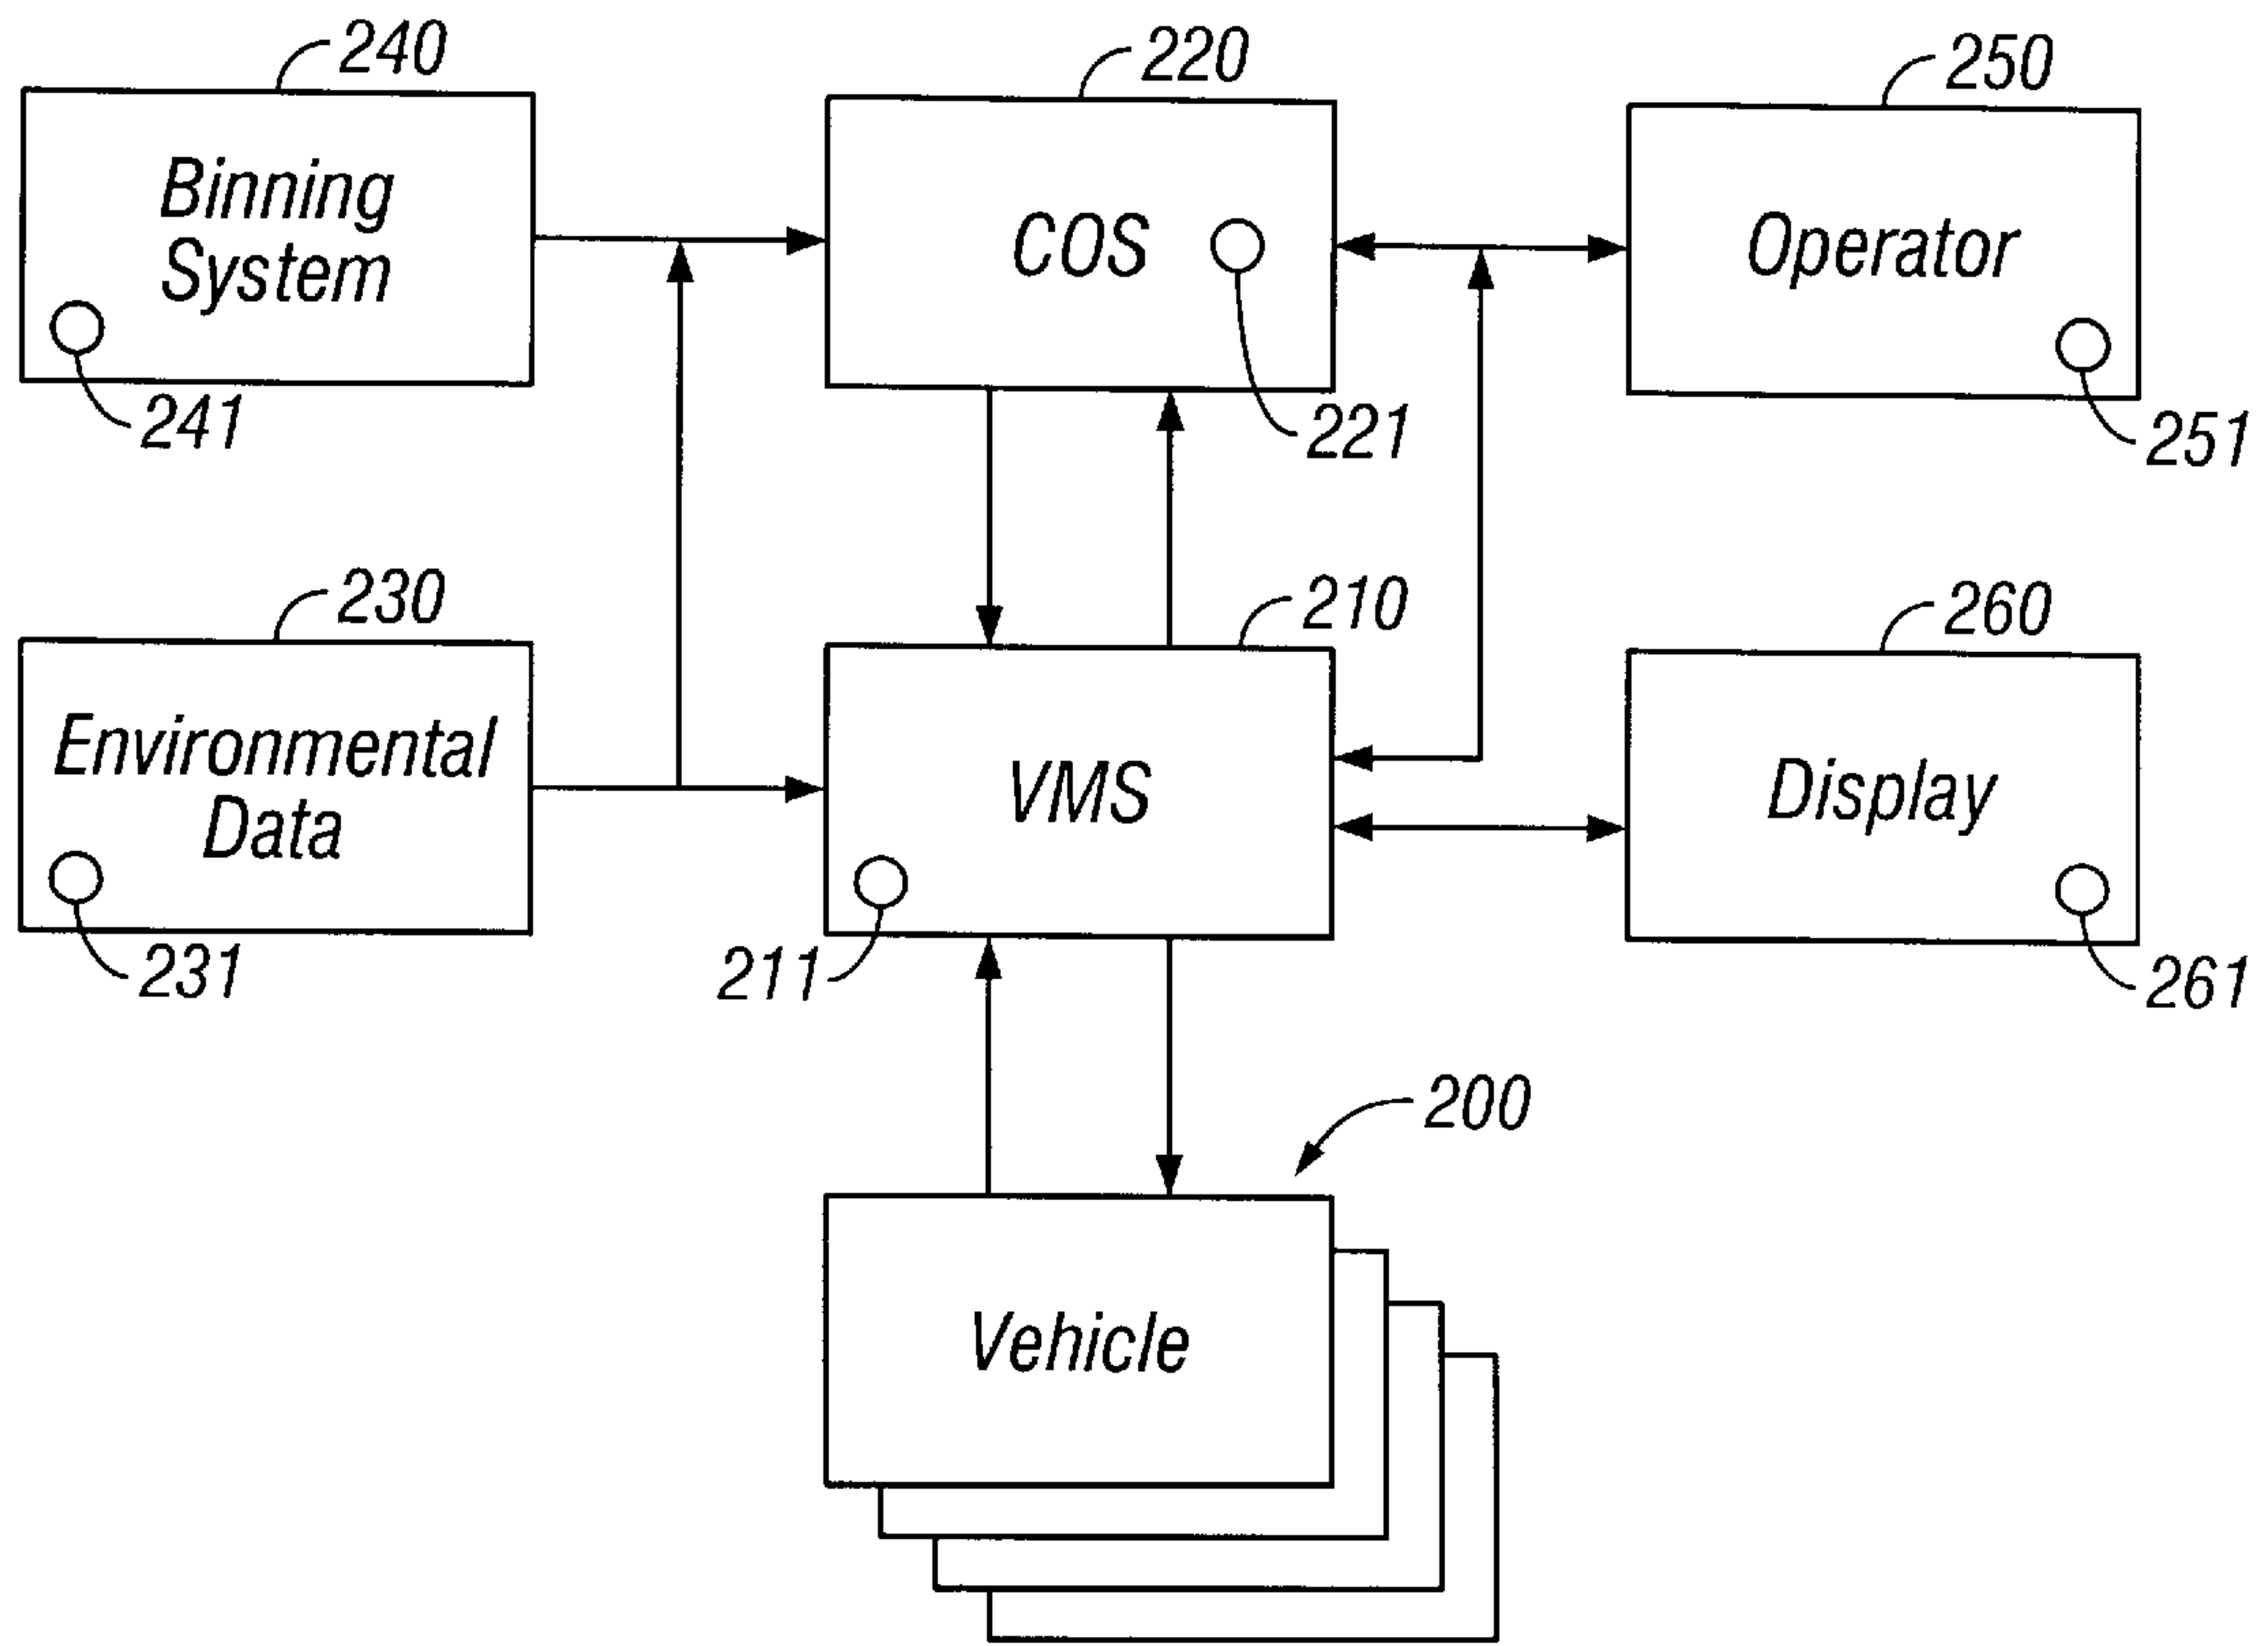 240
220
250
Binning
System
COS
Operator
241
221
251
230
210
260
Environmental
Data
VMS
Display
231
211
261
200
Vehicle